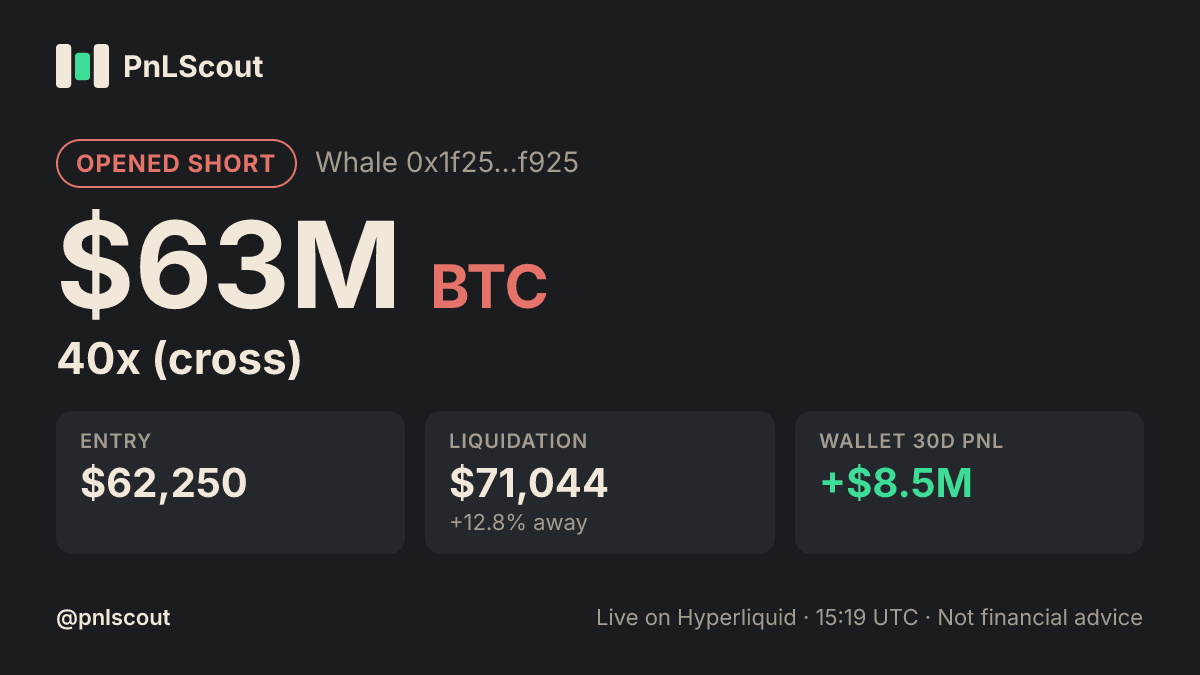 PnLScout
OPENED SHORT Whale 0x1f25...f925
$63M BTC
40x (cross)
ENTRY
$62,250
LIQUIDATION
$71,044
+12.8% away
WALLET 30D PNL
+$8.5M
@pnlscout
Live on Hyperliquid · 15:19 UTC · Not financial advice